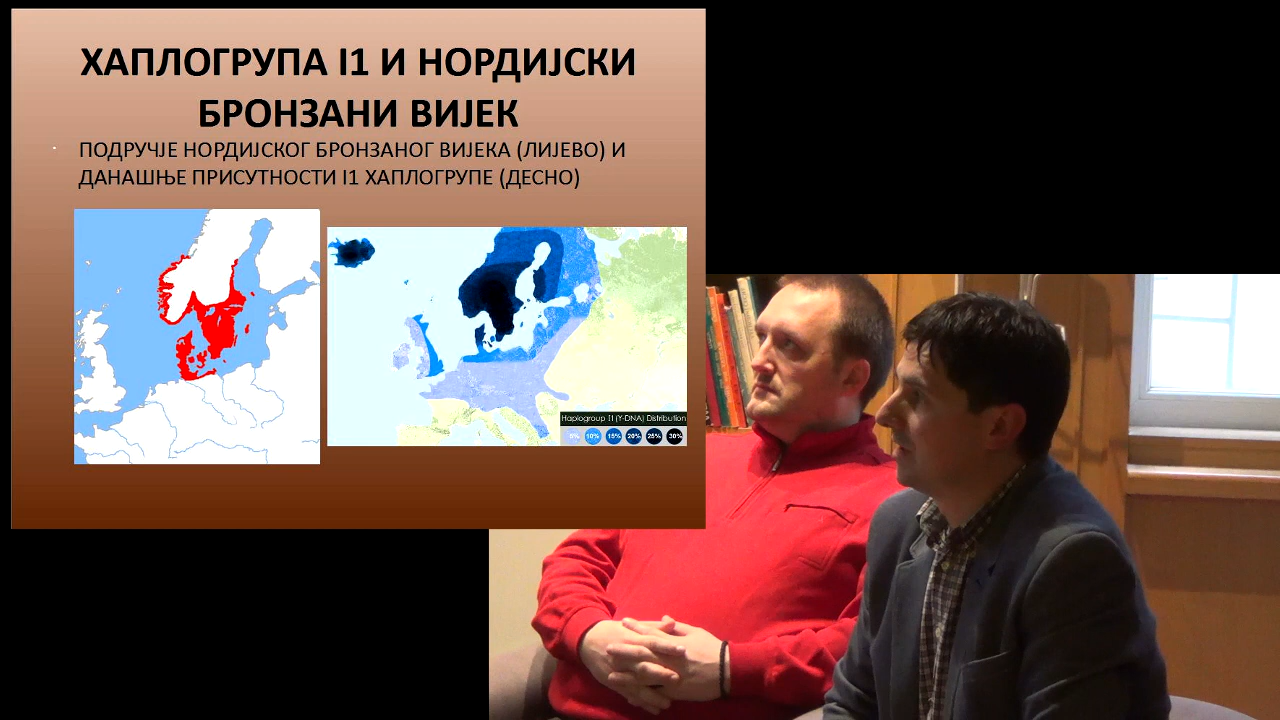 ХАПЛОГРУПА I1 И НОРДИЈСКИ
БРОНЗАНИ ВИЈЕК
ПОДРУЧЈЕ НОРДИЈСКОГ БРОНЗАНОГ ВИЈЕКА (ЛИЈЕВО) И
ДАНАШЊЕ ПРИСУТНОСТИ I1 ХАПЛОГРУПЕ (ДЕСНО)
Haplogroup I1 (Y-DNA) Distribution
5% 10% 15% 20% 25% 30%